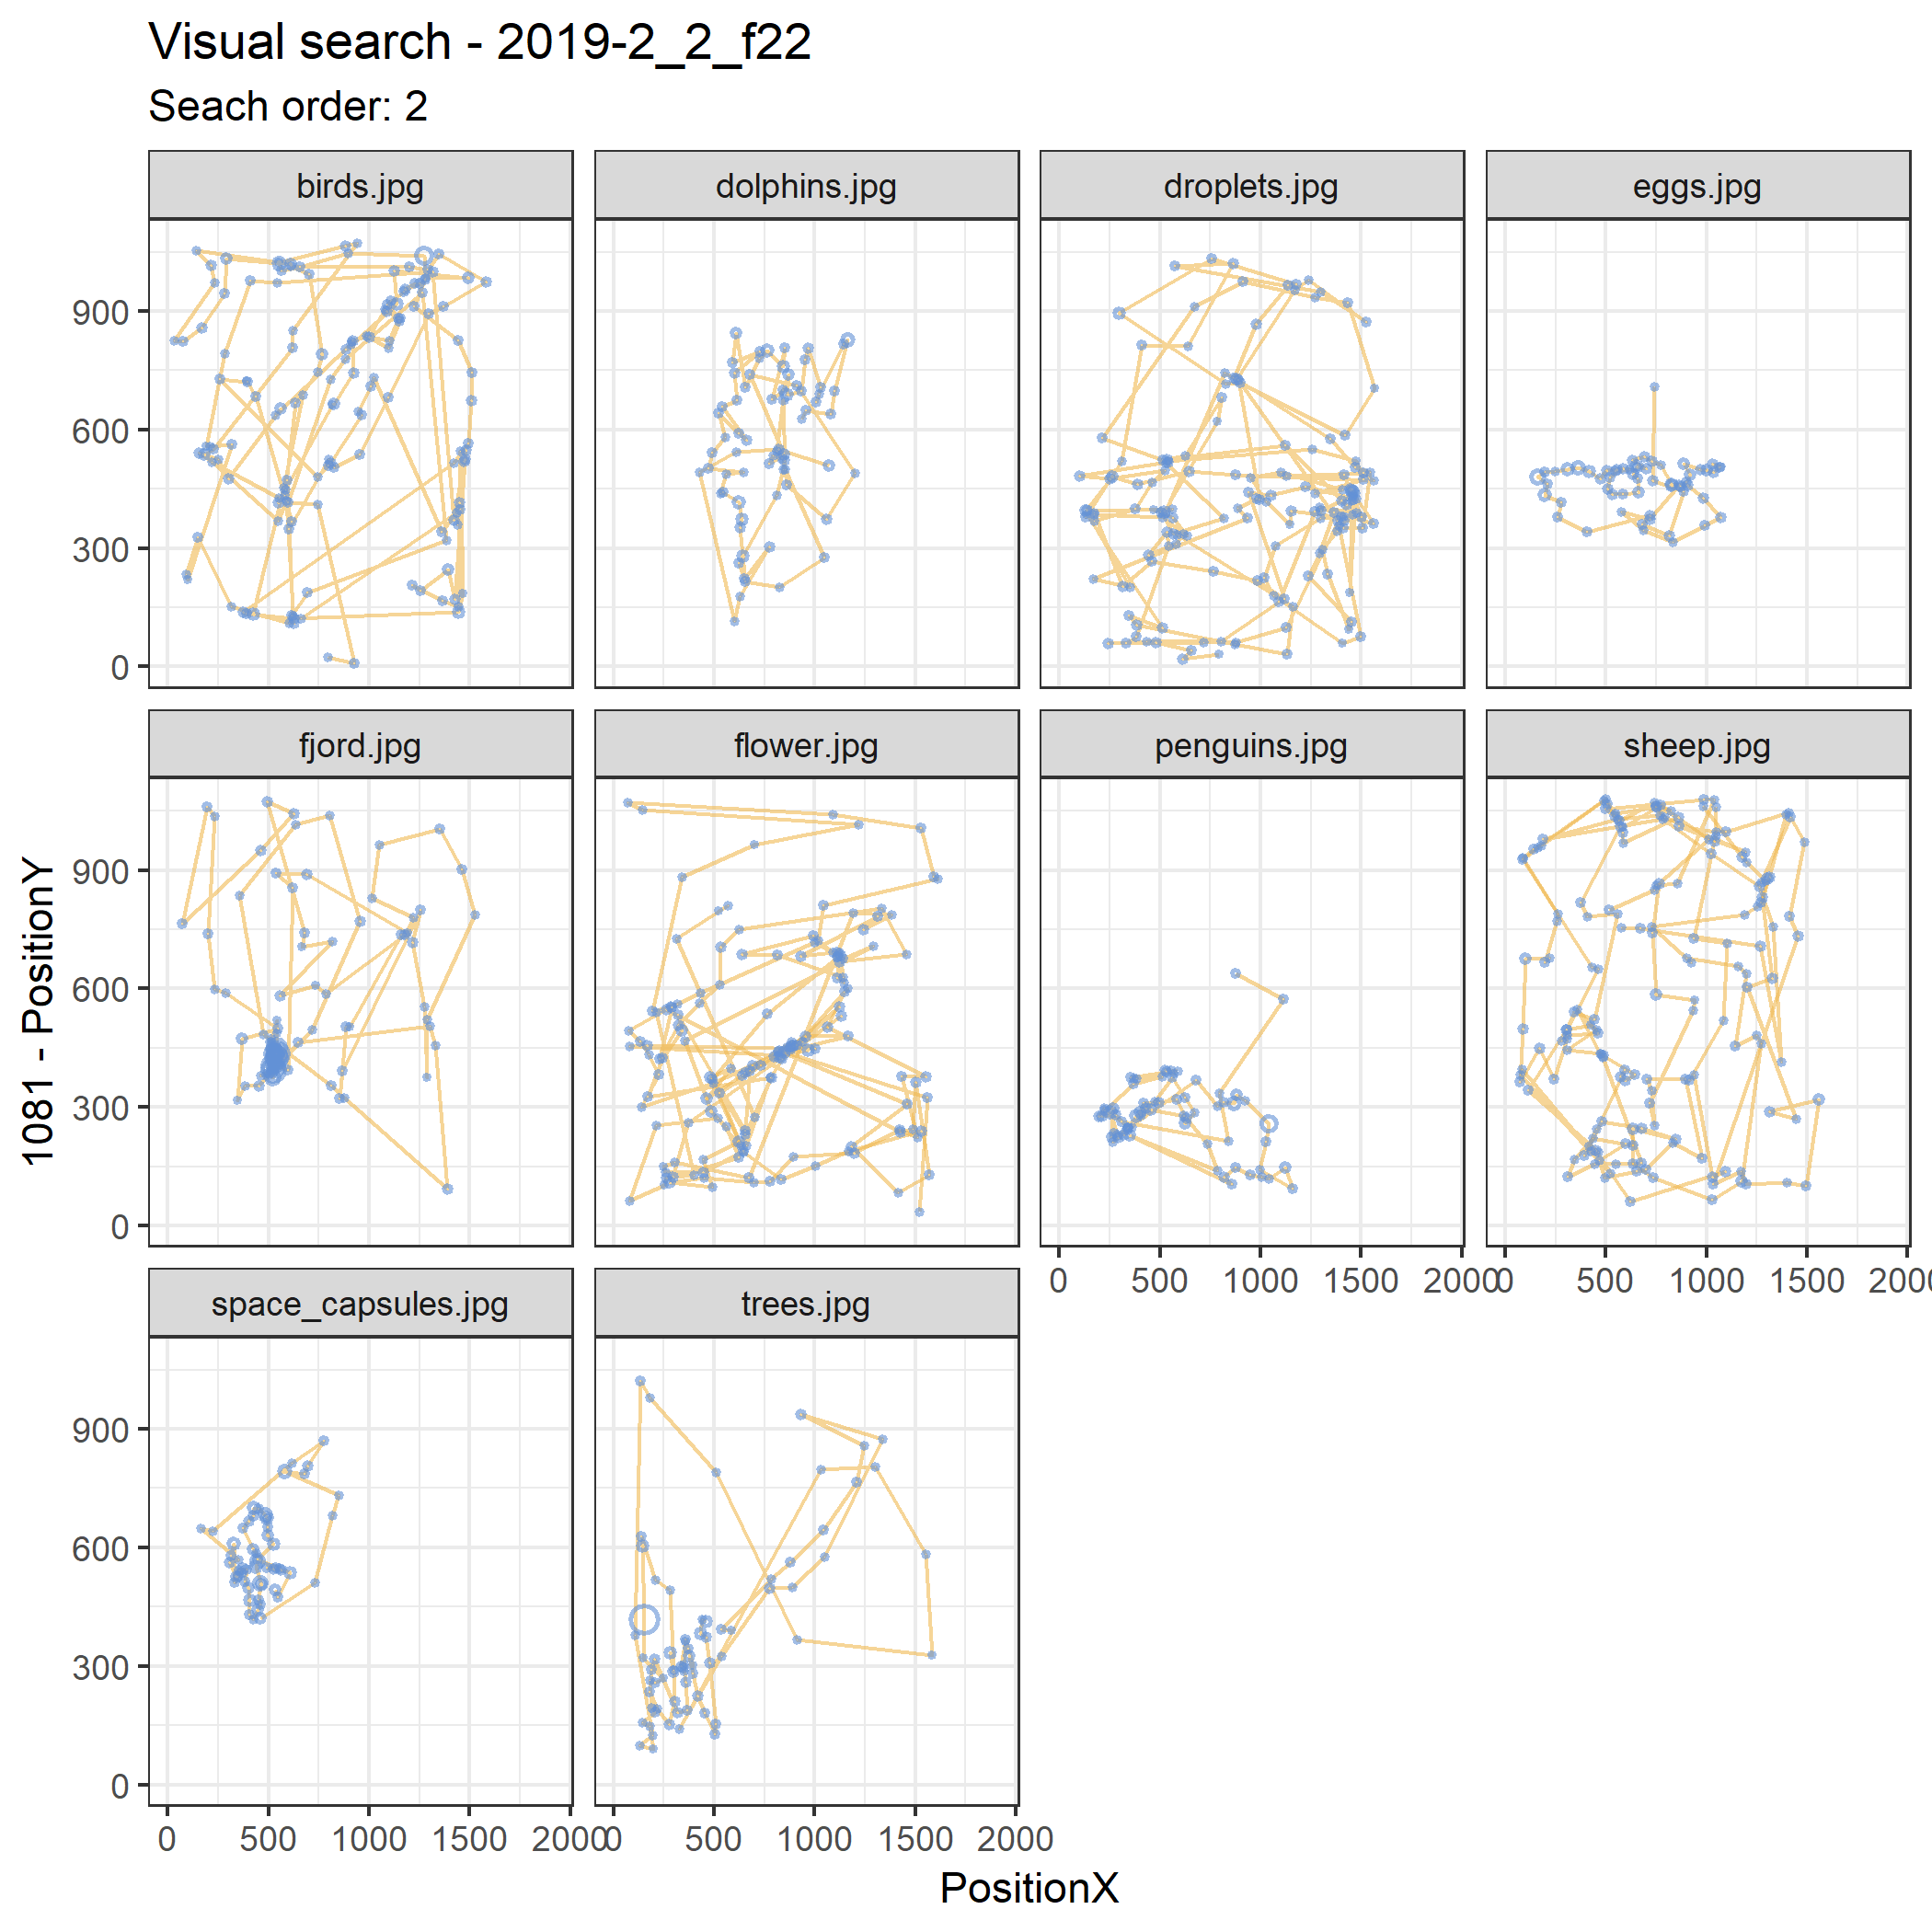 Visual search - 2019-2_2_f22
Seach order: 2
birds.jpg
dolphins.jpg
droplets.jpg
eggs.jpg
900
600
300
0
fjord.jpg
flower.jpg
penguins.jpg
sheep.jpg
900
600
300
0
0 500 1000 1500 2000
0 500 1000 1500 2000
space_capsules.jpg
trees.jpg
900
600
300
0
0 500 1000 1500 2000
0 500 1000 1500 2000
PositionX
1081 - PositionY